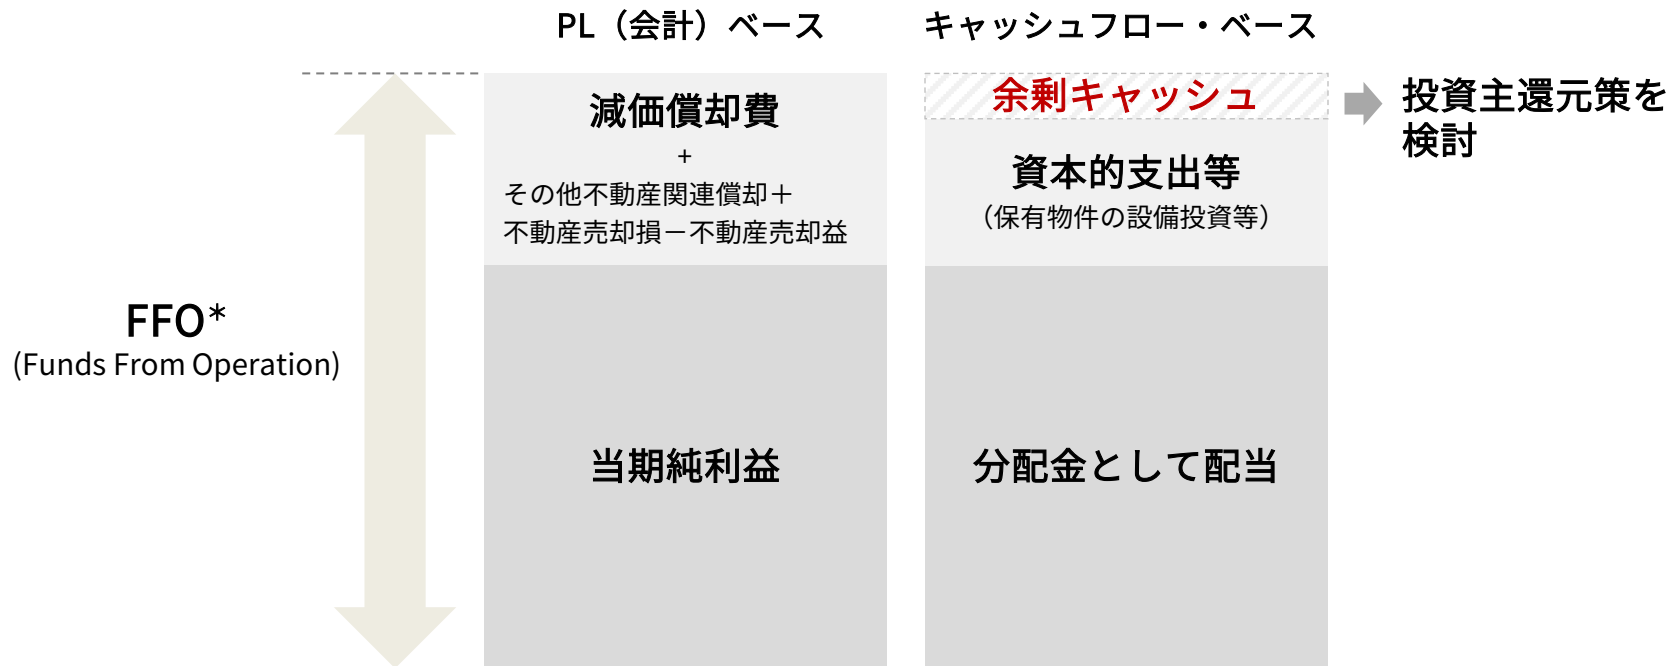 PL（会計）ベース
キャッシュフロー・ベース
減価償却費
+
その他不動産関連償却＋
不動産売却損－不動産売却益
余剰キャッシュ
資本的支出等
（保有物件の設備投資等）
投資主還元策を
検討
FFO*
(Funds From Operation)
当期純利益
分配金として配当